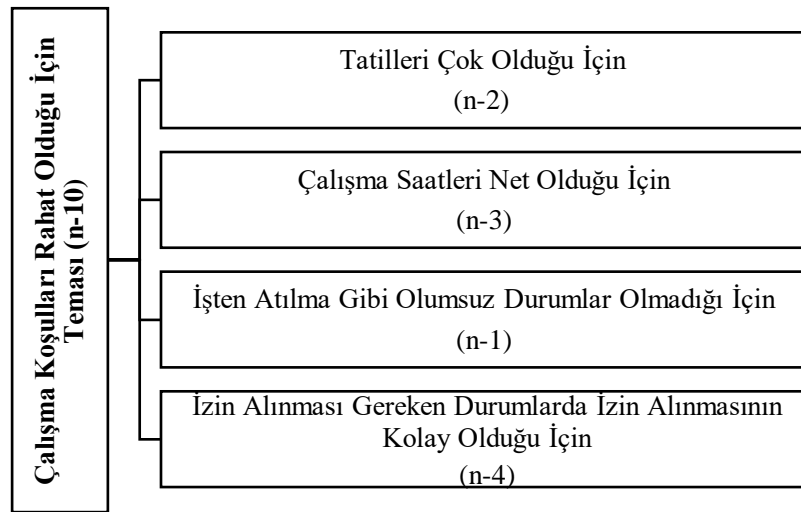 Çalışma Koşulları Rahat Olduğu İçin
Teması (n-10)
Tatilleri Çok Olduğu İçin
(n-2)
Çalışma Saatleri Net Olduğu İçin
(n-3)
İşten Atılma Gibi Olumsuz Durumlar Olmadığı İçin
(n-1)
İzin Alınması Gereken Durumlarda İzin Alınmasının
Kolay Olduğu İçin
(n-4)